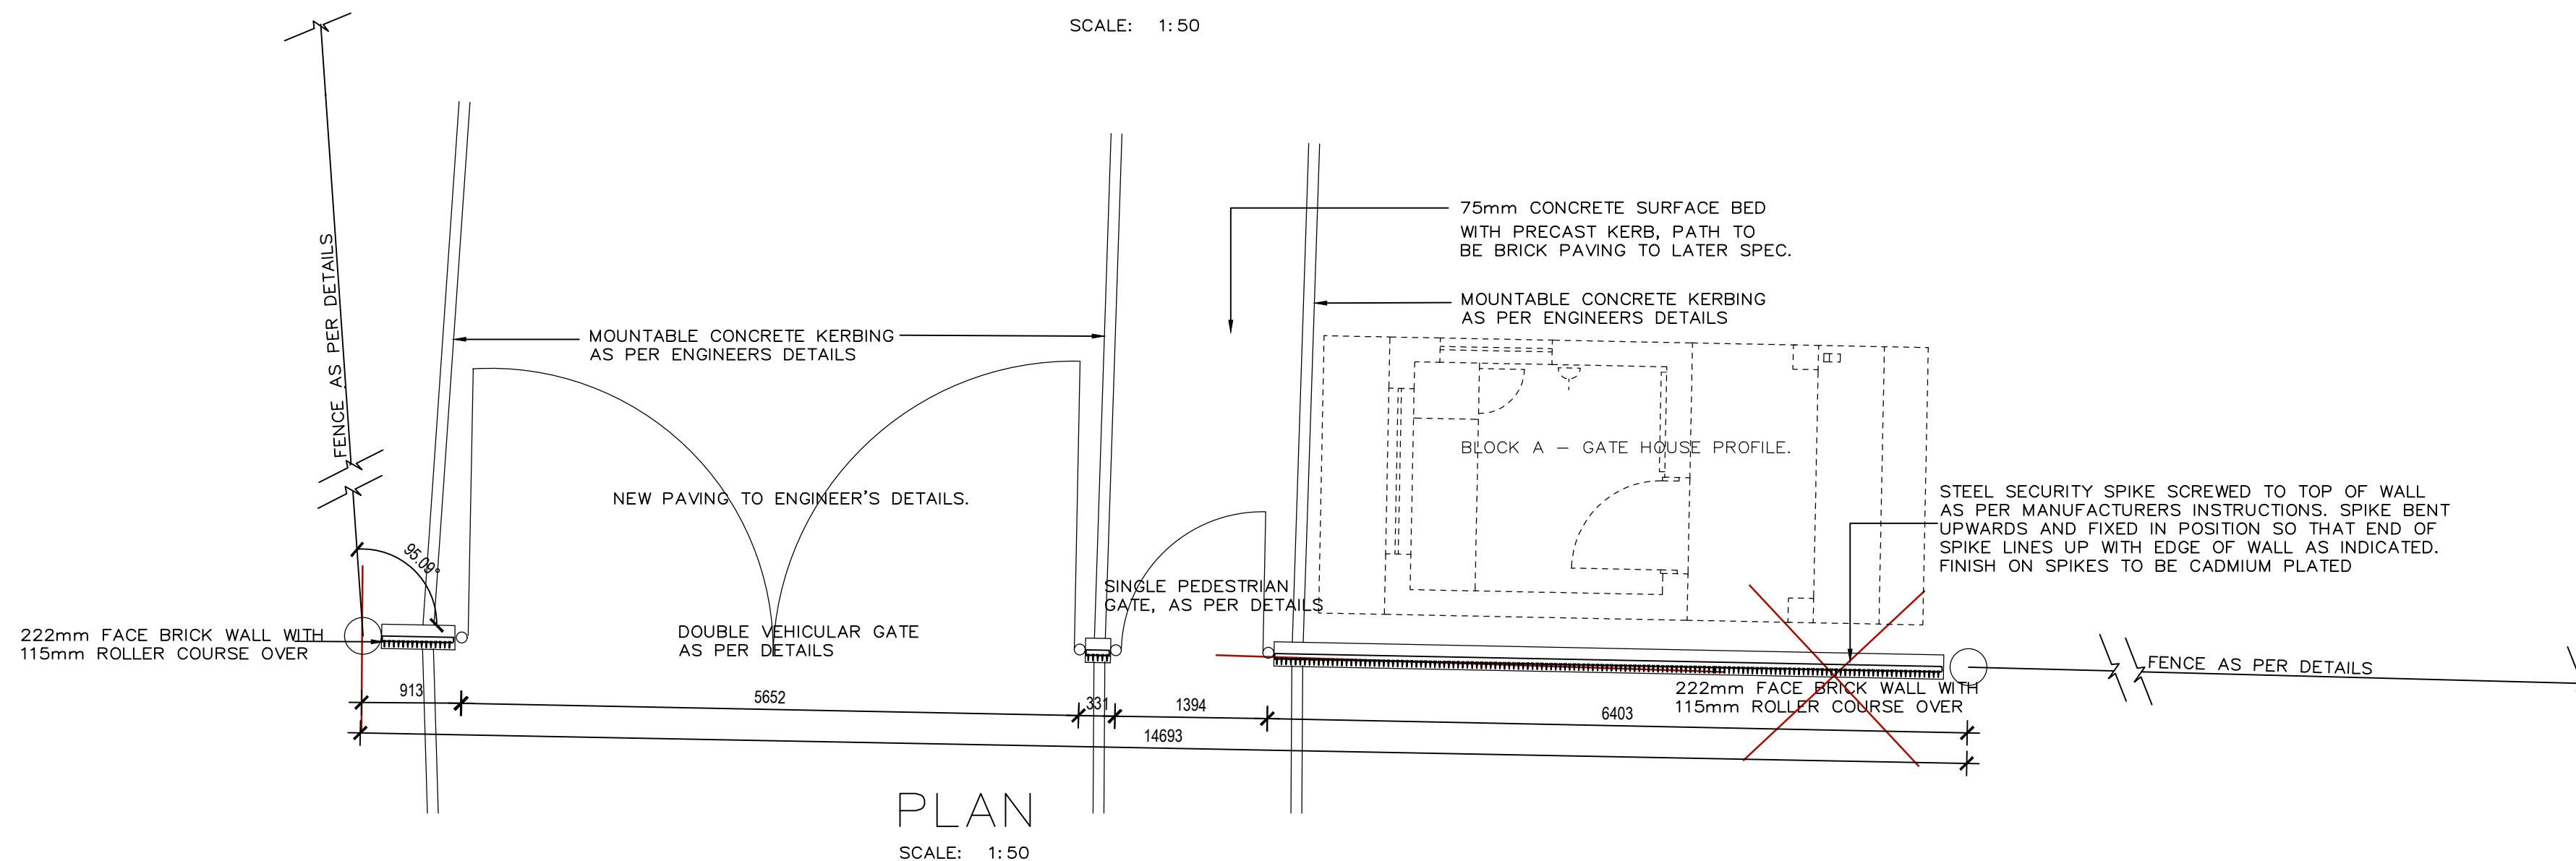 SCALE: 1:50
FENCE AS PER DETAILS
75mm CONCRETE SURFACE BED
WITH PRECAST KERB, PATH TO
BE BRICK PAVING TO LATER SPEC.
MOUNTABLE CONCRETE KERBING
AS PER ENGINEERS DETAILS
MOUNTABLE CONCRETE KERBING
AS PER ENGINEERS DETAILS
BLOCK A – GATE HOUSE PROFILE.
NEW PAVING TO ENGINEER'S DETAILS.
STEEL SECURITY SPIKE SCREWED TO TOP OF WALL
AS PER MANUFACTURERS INSTRUCTIONS. SPIKE BENT
UPWARDS AND FIXED IN POSITION SO THAT END OF
SPIKE LINES UP WITH EDGE OF WALL AS INDICATED.
FINISH ON SPIKES TO BE CADMIUM PLATED
95.09°
SINGLE PEDESTRIAN
GATE, AS PER DETAILS
222mm FACE BRICK WALL WITH
115mm ROLLER COURSE OVER
DOUBLE VEHICULAR GATE
AS PER DETAILS
FENCE AS PER DETAILS
222mm FACE BRICK WALL WITH
115mm ROLLER COURSE OVER
913
5652
331
1394
6403
14693
PLAN
SCALE: 1:50